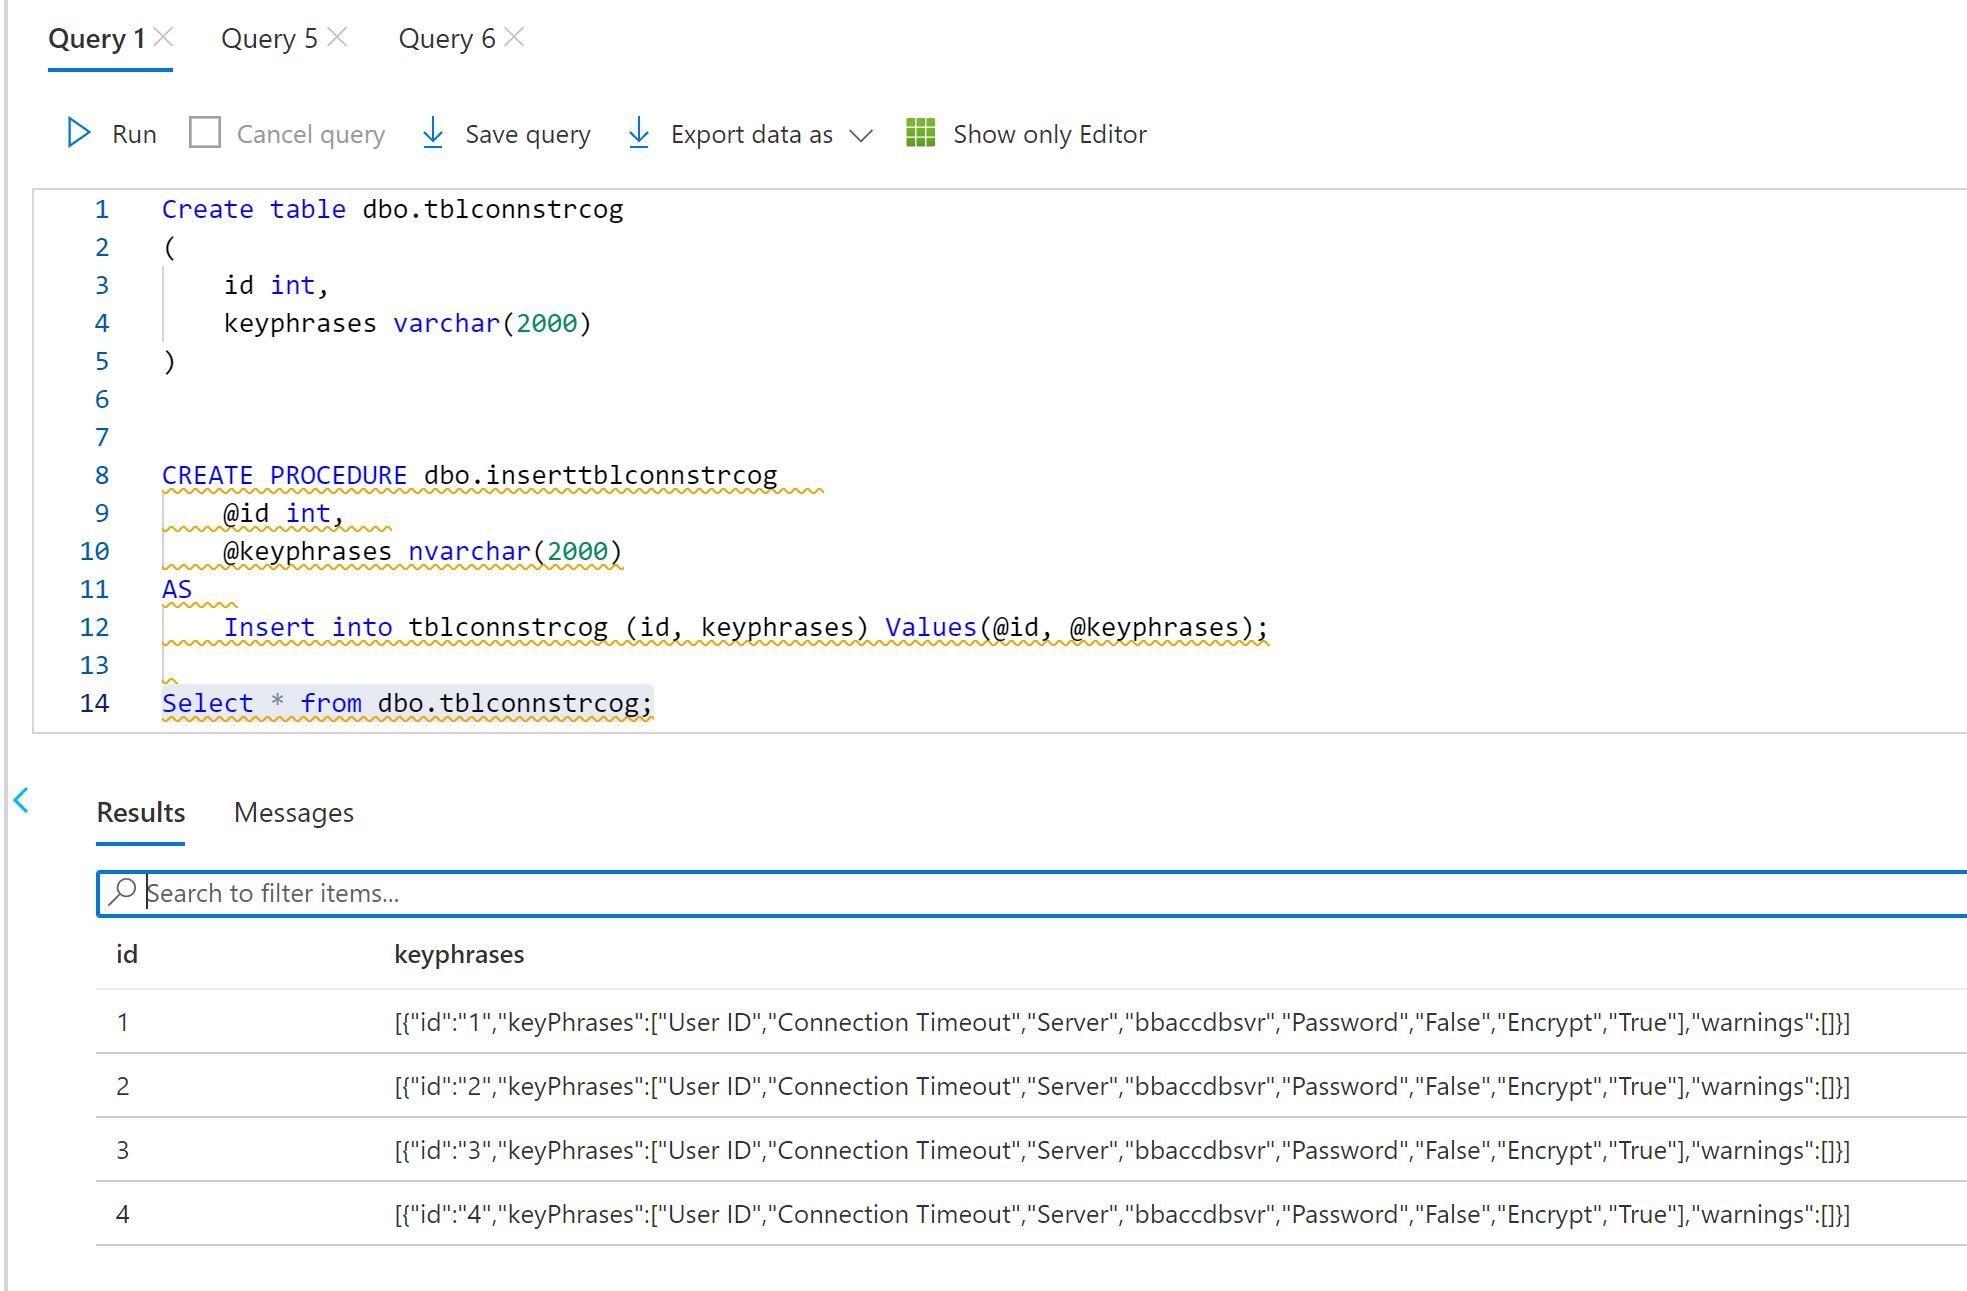 Query 1 Query 5 Query 6
Run Cancel query Save query Export data as Show only Editor
1 Create table dbo.tblconnstrcog
2 (
3 id int,
4 keyphrases varchar(2000)
5 )
6
7
8 CREATE PROCEDURE dbo.inserttblconnstrcog
9 @id int,
10 @keyphrases nvarchar(2000)
11 AS
12 Insert into tblconnstrcog (id, keyphrases) Values(@id, @keyphrases);
13
14 Select * from dbo.tblconnstrcog;
Results Messages
Search to filter items...
id keyphrases
1 [{"id":"1","keyPhrases":["User ID","Connection Timeout","Server","bbaccdbsvr","Password","False","Encrypt","True"],"warnings":[]}]
2 [{"id":"2","keyPhrases":["User ID","Connection Timeout","Server","bbaccdbsvr","Password","False","Encrypt","True"],"warnings":[]}]
3 [{"id":"3","keyPhrases":["User ID","Connection Timeout","Server","bbaccdbsvr","Password","False","Encrypt","True"],"warnings":[]}]
4 [{"id":"4","keyPhrases":["User ID","Connection Timeout","Server","bbaccdbsvr","Password","False","Encrypt","True"],"warnings":[]}]